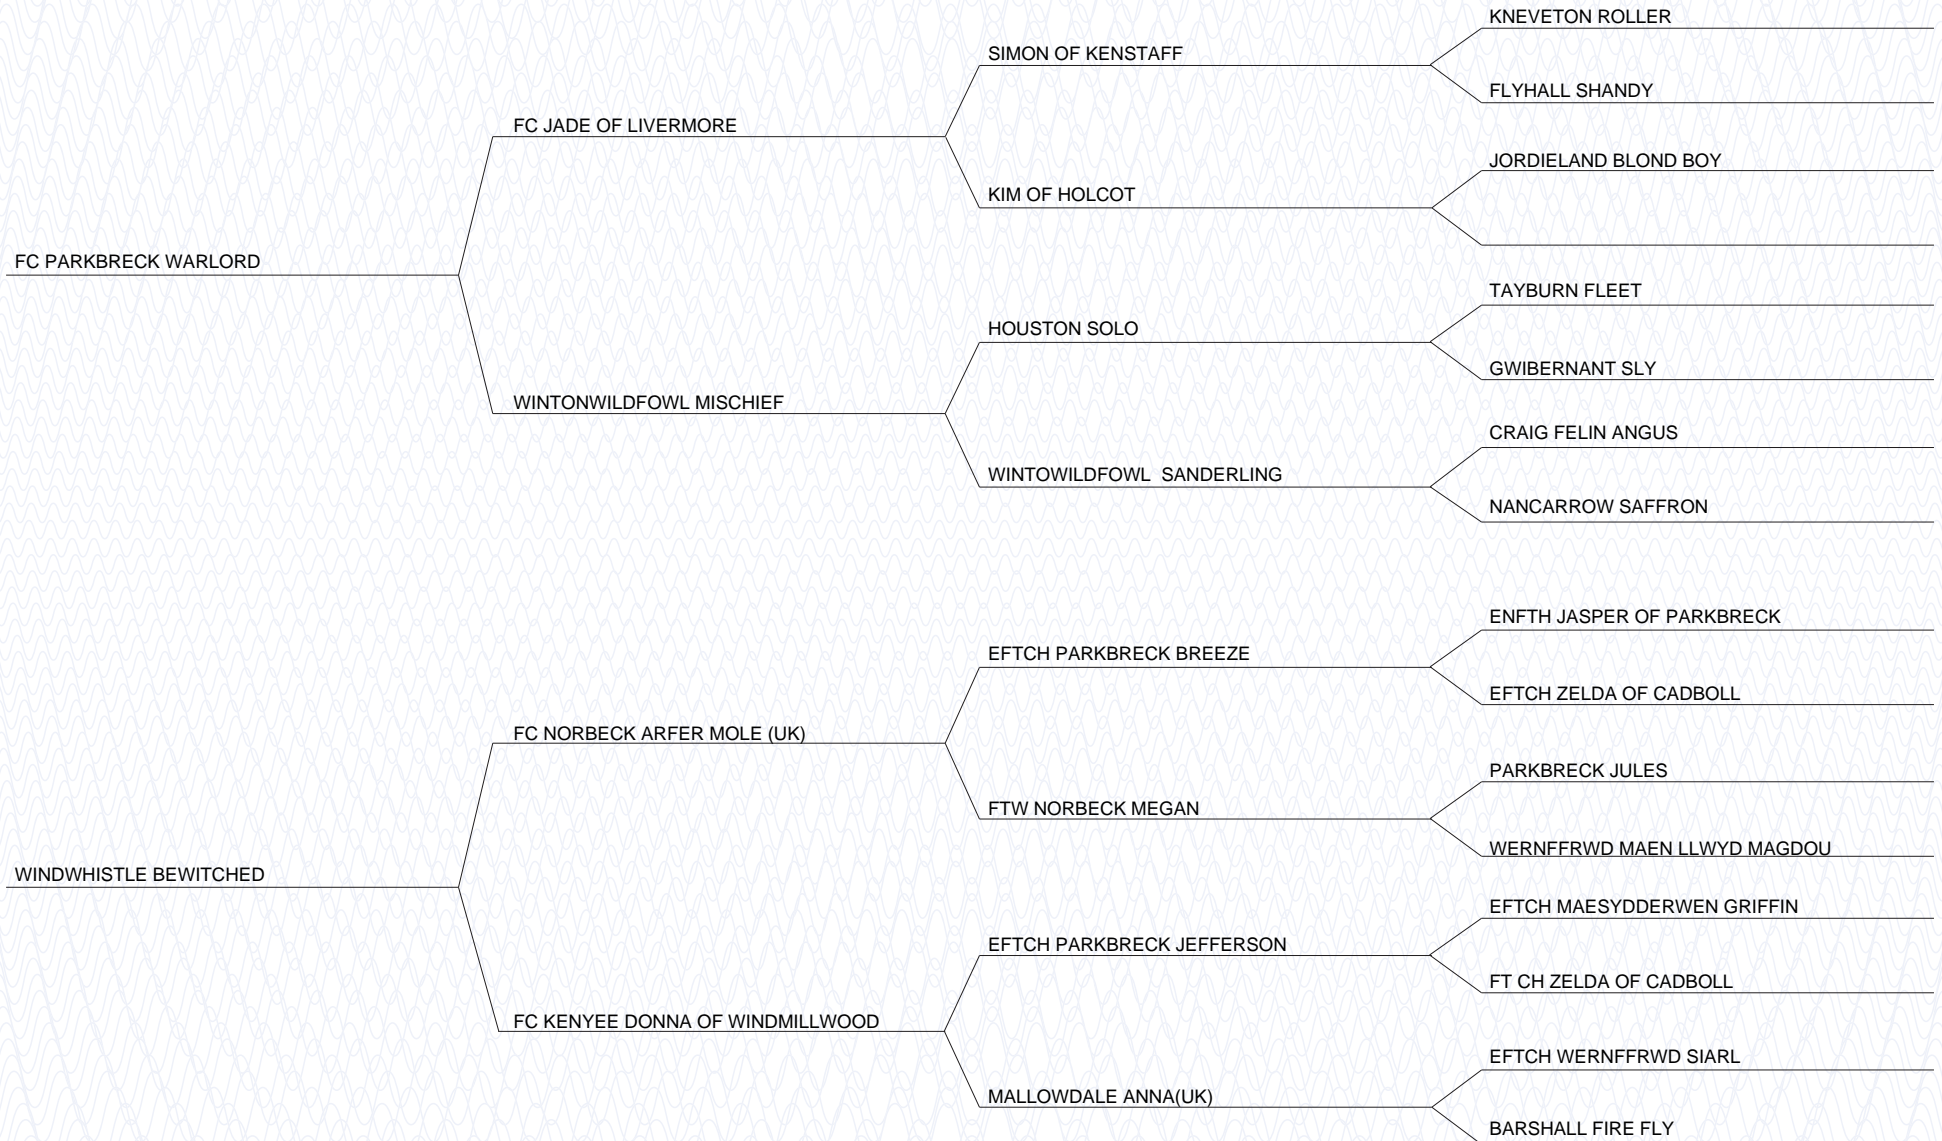 KNEVETON ROLLER
SIMON OF KENSTAFF
FLYHALL SHANDY
FC JADE OF LIVERMORE
JORDIELAND BLOND BOY
KIM OF HOLCOT
FC PARKBRECK WARLORD
TAYBURN FLEET
HOUSTON SOLO
GWIBERNANT SLY
WINTONWILDFOWL MISCHIEF
CRAIG FELIN ANGUS
WINTOWILDFOWL  SANDERLING
NANCARROW SAFFRON
ENFTH JASPER OF PARKBRECK
EFTCH PARKBRECK BREEZE
EFTCH ZELDA OF CADBOLL
FC NORBECK ARFER MOLE (UK)
PARKBRECK JULES
FTW NORBECK MEGAN
WERNFFRWD MAEN LLWYD MAGDOU
WINDWHISTLE BEWITCHED
EFTCH MAESYDDERWEN GRIFFIN
EFTCH PARKBRECK JEFFERSON
FT CH ZELDA OF CADBOLL
FC KENYEE DONNA OF WINDMILLWOOD
EFTCH WERNFFRWD SIARL
MALLOWDALE ANNA(UK)
BARSHALL FIRE FLY